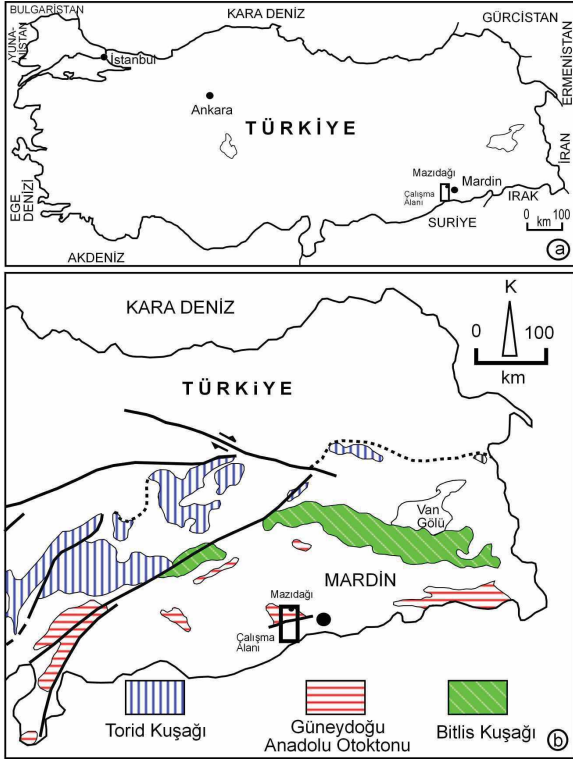 BULGARİSTAN
YUNA-
NİSTAN
İstanbul
KARA DENİZ
GÜRCİSTAN
ERMENİSTAN
Ankara
TÜRKİYE
İRAN
EGE
DENİZİ
Mazıdağı
Mardin
Çalışma
Alanı
IRAK
SURİYE
AKDENİZ
0 100
km
a
KARA DENİZ
K
0 100
km
TÜRKİYE
Van
Gölü
MARDİN
Mazıdağı
Çalışma
Alanı
Torid Kuşağı
Güneydoğu
Anadolu Otoktonu
Bitlis Kuşağı
b